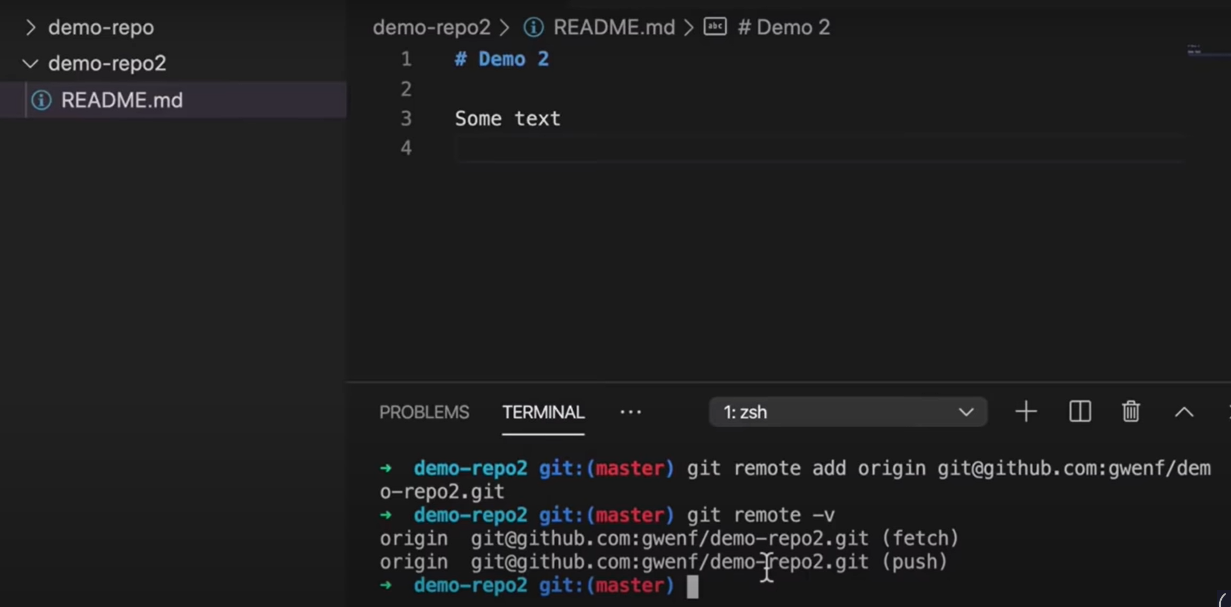 demo-repo
demo-repo2
README.md
demo-repo2 > README.md > abc # Demo 2
1 # Demo 2
2
3 Some text
4
PROBLEMS TERMINAL ... 1: zsh
➜ demo-repo2 git:(master) git remote add origin git@github.com:gwenf/dem
o-repo2.git
➜ demo-repo2 git:(master) git remote -v
origin git@github.com:gwenf/demo-repo2.git (fetch)
origin git@github.com:gwenf/demo-repo2.git (push)
➜ demo-repo2 git:(master)